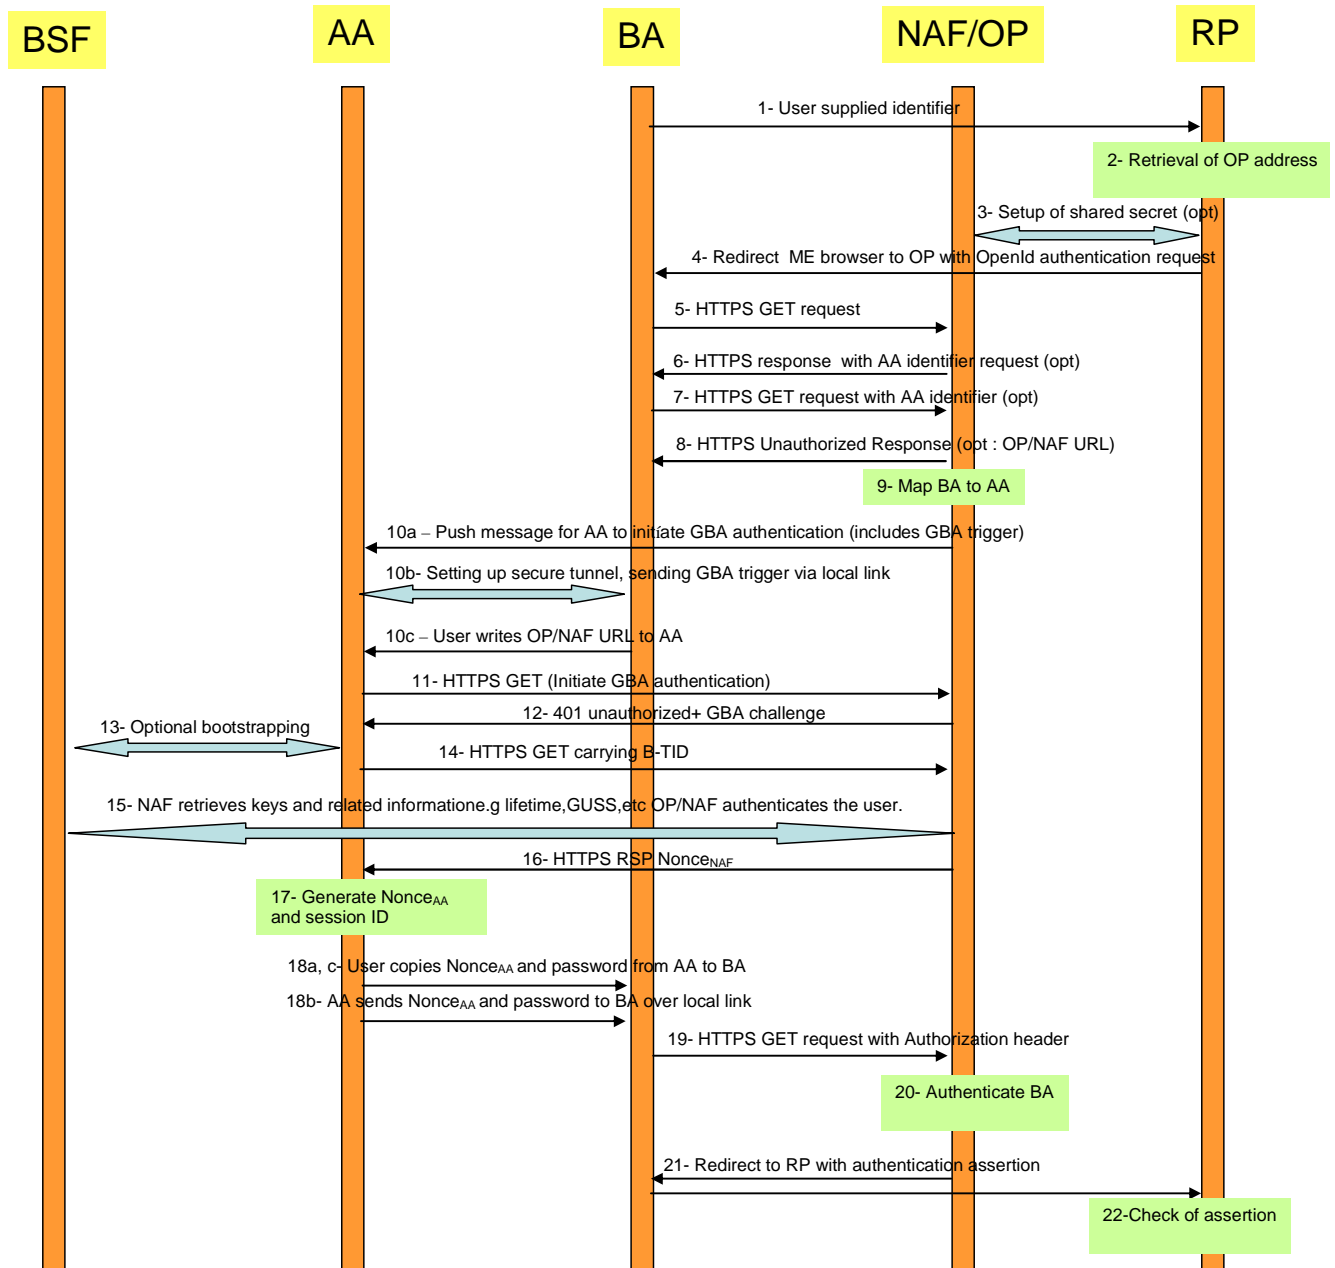 BSF
AA
BA
NAF/OP
RP
1- User supplied identifier
2- Retrieval of OP address
3- Setup of shared secret (opt)
4- Redirect ME browser to OP with OpenId authentication request
5- HTTPS GET request
6- HTTPS response with AA identifier request (opt)
7- HTTPS GET request with AA identifier (opt)
8- HTTPS Unauthorized Response (opt : OP/NAF URL)
9- Map BA to AA
10a – Push message for AA to initíate GBA authentication (includes GBA trigger)
10b- Setting up secure tunnel, sending GBA trigger via local link
10c – User writes OP/NAF URL to AA
11- HTTPS GET (Initiate GBA authentication)
12- 401 unauthorized+ GBA challenge
13- Optional bootstrapping
14- HTTPS GET carrying B-TID
15- NAF retrieves keys and related informatione.g lifetime,GUSS,etc OP/NAF authenticates the user.
16- HTTPS RSP NonceNAF
17- Generate NonceAA
and session ID
18a, c- User copies NonceAA and password from AA to BA
18b- AA sends NonceAA and password to BA over local link
19- HTTPS GET request with Authorization header
20- Authenticate BA
21- Redirect to RP with authentication assertion
22-Check of assertion